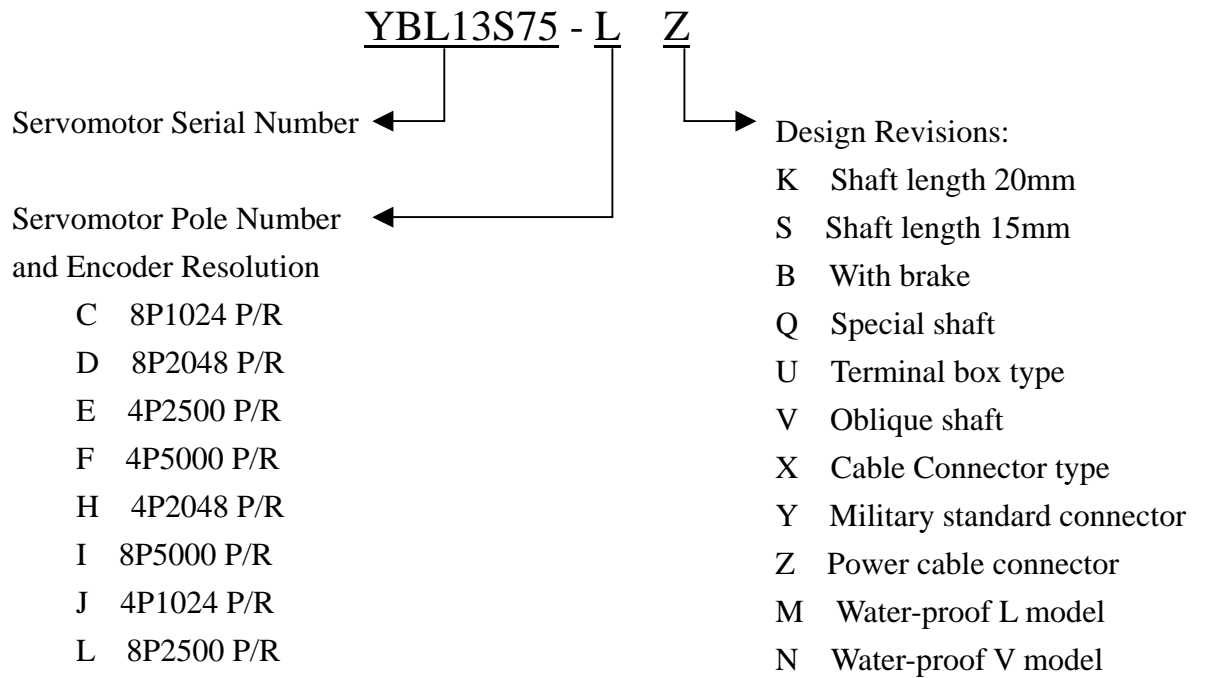 YBL13S75 - L Z
Servomotor Serial Number
Servomotor Pole Number
and Encoder Resolution
C 8P1024 P/R
D 8P2048 P/R
E 4P2500 P/R
F 4P5000 P/R
H 4P2048 P/R
I 8P5000 P/R
J 4P1024 P/R
L 8P2500 P/R
Design Revisions:
K Shaft length 20mm
S Shaft length 15mm
B With brake
Q Special shaft
U Terminal box type
V Oblique shaft
X Cable Connector type
Y Military standard connector
Z Power cable connector
M Water-proof L model
N Water-proof V model